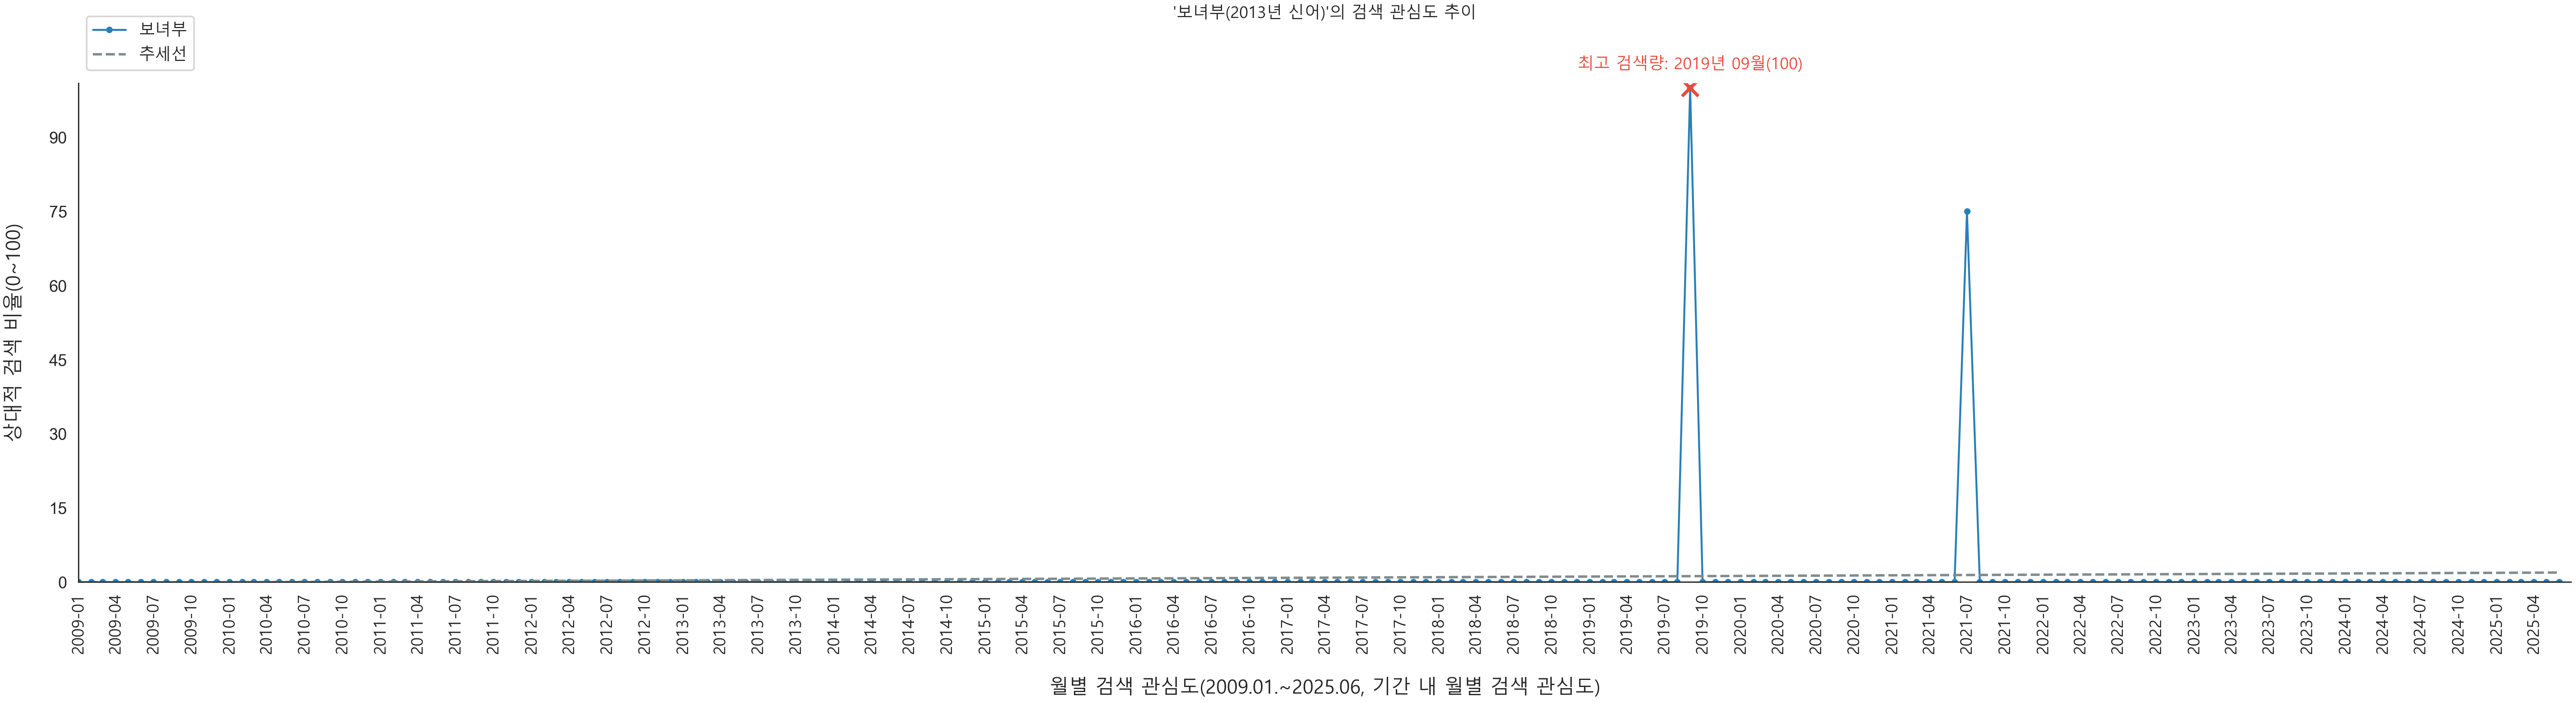 '보녀부(2013년 신어)'의 검색 관심도 추이
보녀부
추세선
최고 검색량: 2019년 09월(100)
상대적 검색 비율(0~100)
90
75
60
45
30
15
0
2009-01 2009-04 2009-07 2009-10 2010-01 2010-04 2010-07 2010-10 2011-01 2011-04 2011-07 2011-10 2012-01 2012-04 2012-07 2012-10 2013-01 2013-04 2013-07 2013-10 2014-01 2014-04 2014-07 2014-10 2015-01 2015-04 2015-07 2015-10 2016-01 2016-04 2016-07 2016-10 2017-01 2017-04 2017-07 2017-10 2018-01 2018-04 2018-07 2018-10 2019-01 2019-04 2019-07 2019-10 2020-01 2020-04 2020-07 2020-10 2021-01 2021-04 2021-07 2021-10 2022-01 2022-04 2022-07 2022-10 2023-01 2023-04 2023-07 2023-10 2024-01 2024-04 2024-07 2024-10 2025-01 2025-04
월별 검색 관심도(2009.01.~2025.06, 기간 내 월별 검색 관심도)